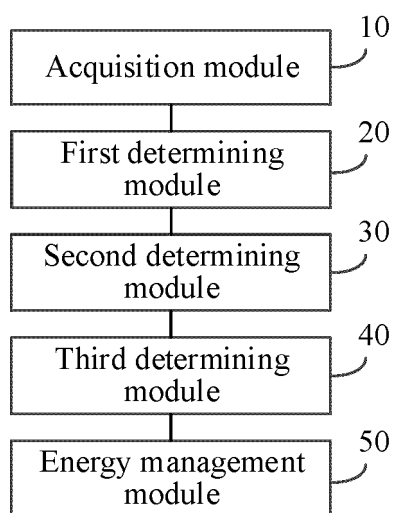 10
Acquisition module
20
First determining
module
30
Second determining
module
40
Third determining
module
50
Energy management
module